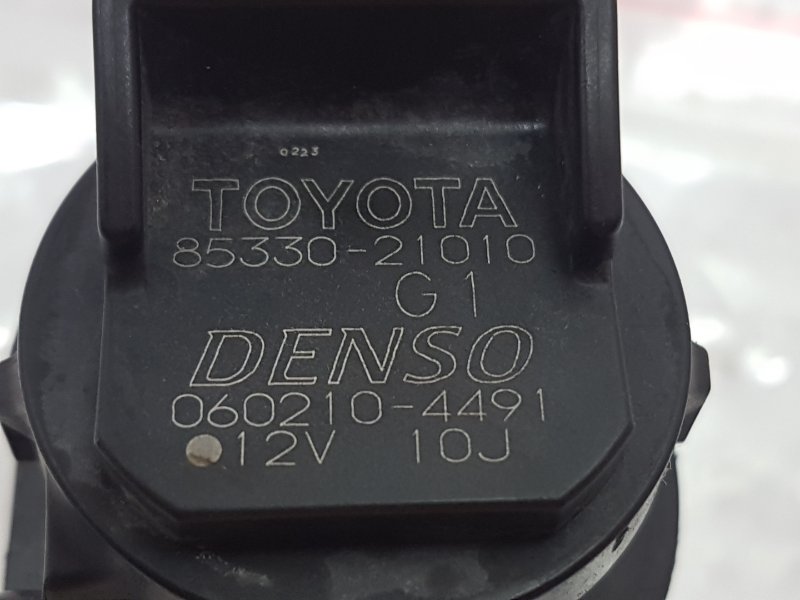 0223
TOYOTA
85330-21010
G1
DENSO
060210-4491
12V 10J